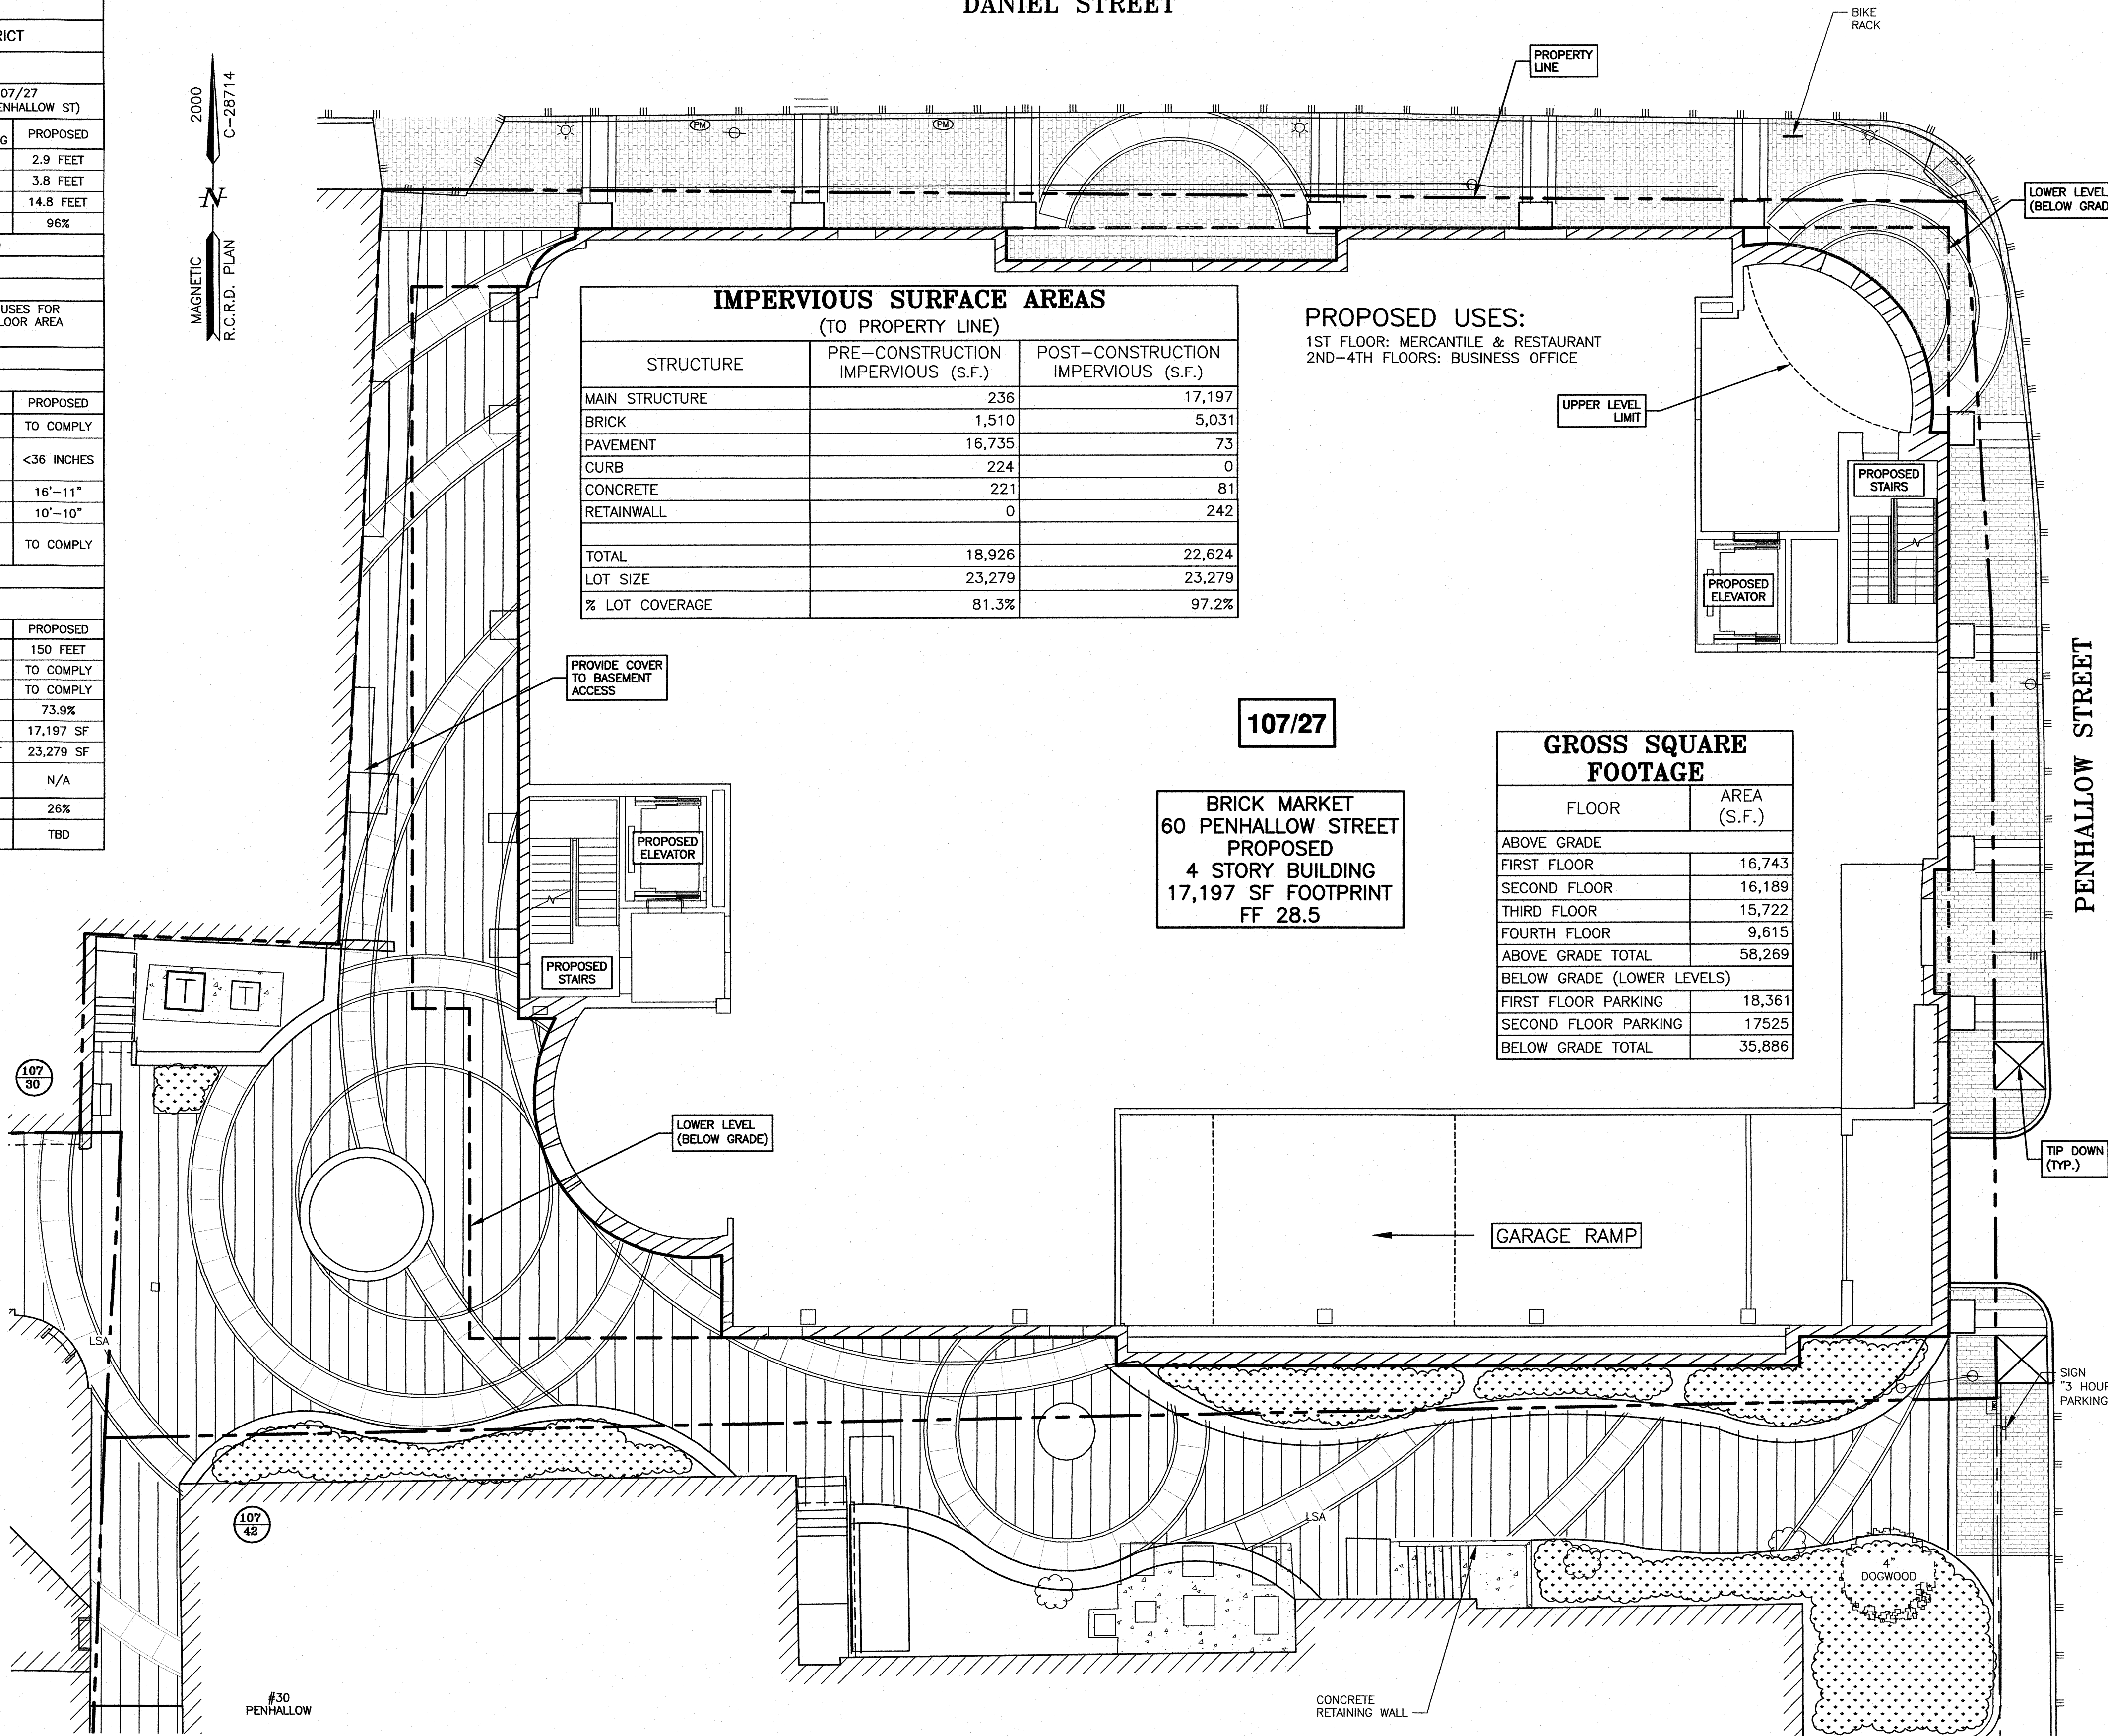 DANIEL STREET
BIKE
RACK
PROPERTY
LINE
LOWER LEVEL
2000
C-28714
N
MAGNETIC
R.C.R.D. PLAN
07/27
PROPOSED
2.9 FEET
3.8 FEET
14.8 FEET
96%
USES FOR
PROPOSED
TO COMPLY
<36 INCHES
16'-11"
10'-10"
TO COMPLY
PROPOSED
150 FEET
TO COMPLY
TO COMPLY
73.9%
17,197 SF
23,279 SF
N/A
26%
TBD
PM
PM
IMPERVIOUS SURFACE AREAS
(TO PROPERTY LINE)
STRUCTURE PRE-CONSTRUCTION IMPERVIOUS (S.F.) POST-CONSTRUCTION IMPERVIOUS (S.F.)
MAIN STRUCTURE 236 17,197
BRICK 1,510 5,031
PAVEMENT 16,735 73
CURB 224 0
CONCRETE 221 81
RETAINWALL 0 242
TOTAL 18,926 22,624
LOT SIZE 23,279 23,279
% LOT COVERAGE 81.3% 97.2%
PROPOSED USES:
1ST FLOOR: MERCANTILE & RESTAURANT
2ND-4TH FLOORS: BUSINESS OFFICE
UPPER LEVEL
LIMIT
PROPOSED
STAIRS
PROPOSED
ELEVATOR
PENHALLOW STREET
PROVIDE COVER
TO BASEMENT
ACCESS
107/27
BRICK MARKET
60 PENHALLOW STREET
PROPOSED
4 STORY BUILDING
17,197 SF FOOTPRINT
FF 28.5
GROSS SQUARE
FOOTAGE
FLOOR AREA (S.F.)
ABOVE GRADE
FIRST FLOOR 16,743
SECOND FLOOR 16,189
THIRD FLOOR 15,722
FOURTH FLOOR 9,615
ABOVE GRADE TOTAL 58,269
BELOW GRADE (LOWER LEVELS)
FIRST FLOOR PARKING 18,361
SECOND FLOOR PARKING 17525
BELOW GRADE TOTAL 35,886
PROPOSED
ELEVATOR
PROPOSED
STAIRS
T
T
107
30
LOWER LEVEL
(BELOW GRADE)
TIP DOWN
(TYP.)
GARAGE RAMP
LSA
SIGN
"3 HOUR
PARKING
107
42
LSA
4"
DOGWOOD
#30
PENHALLOW
CONCRETE
RETAINING WALL